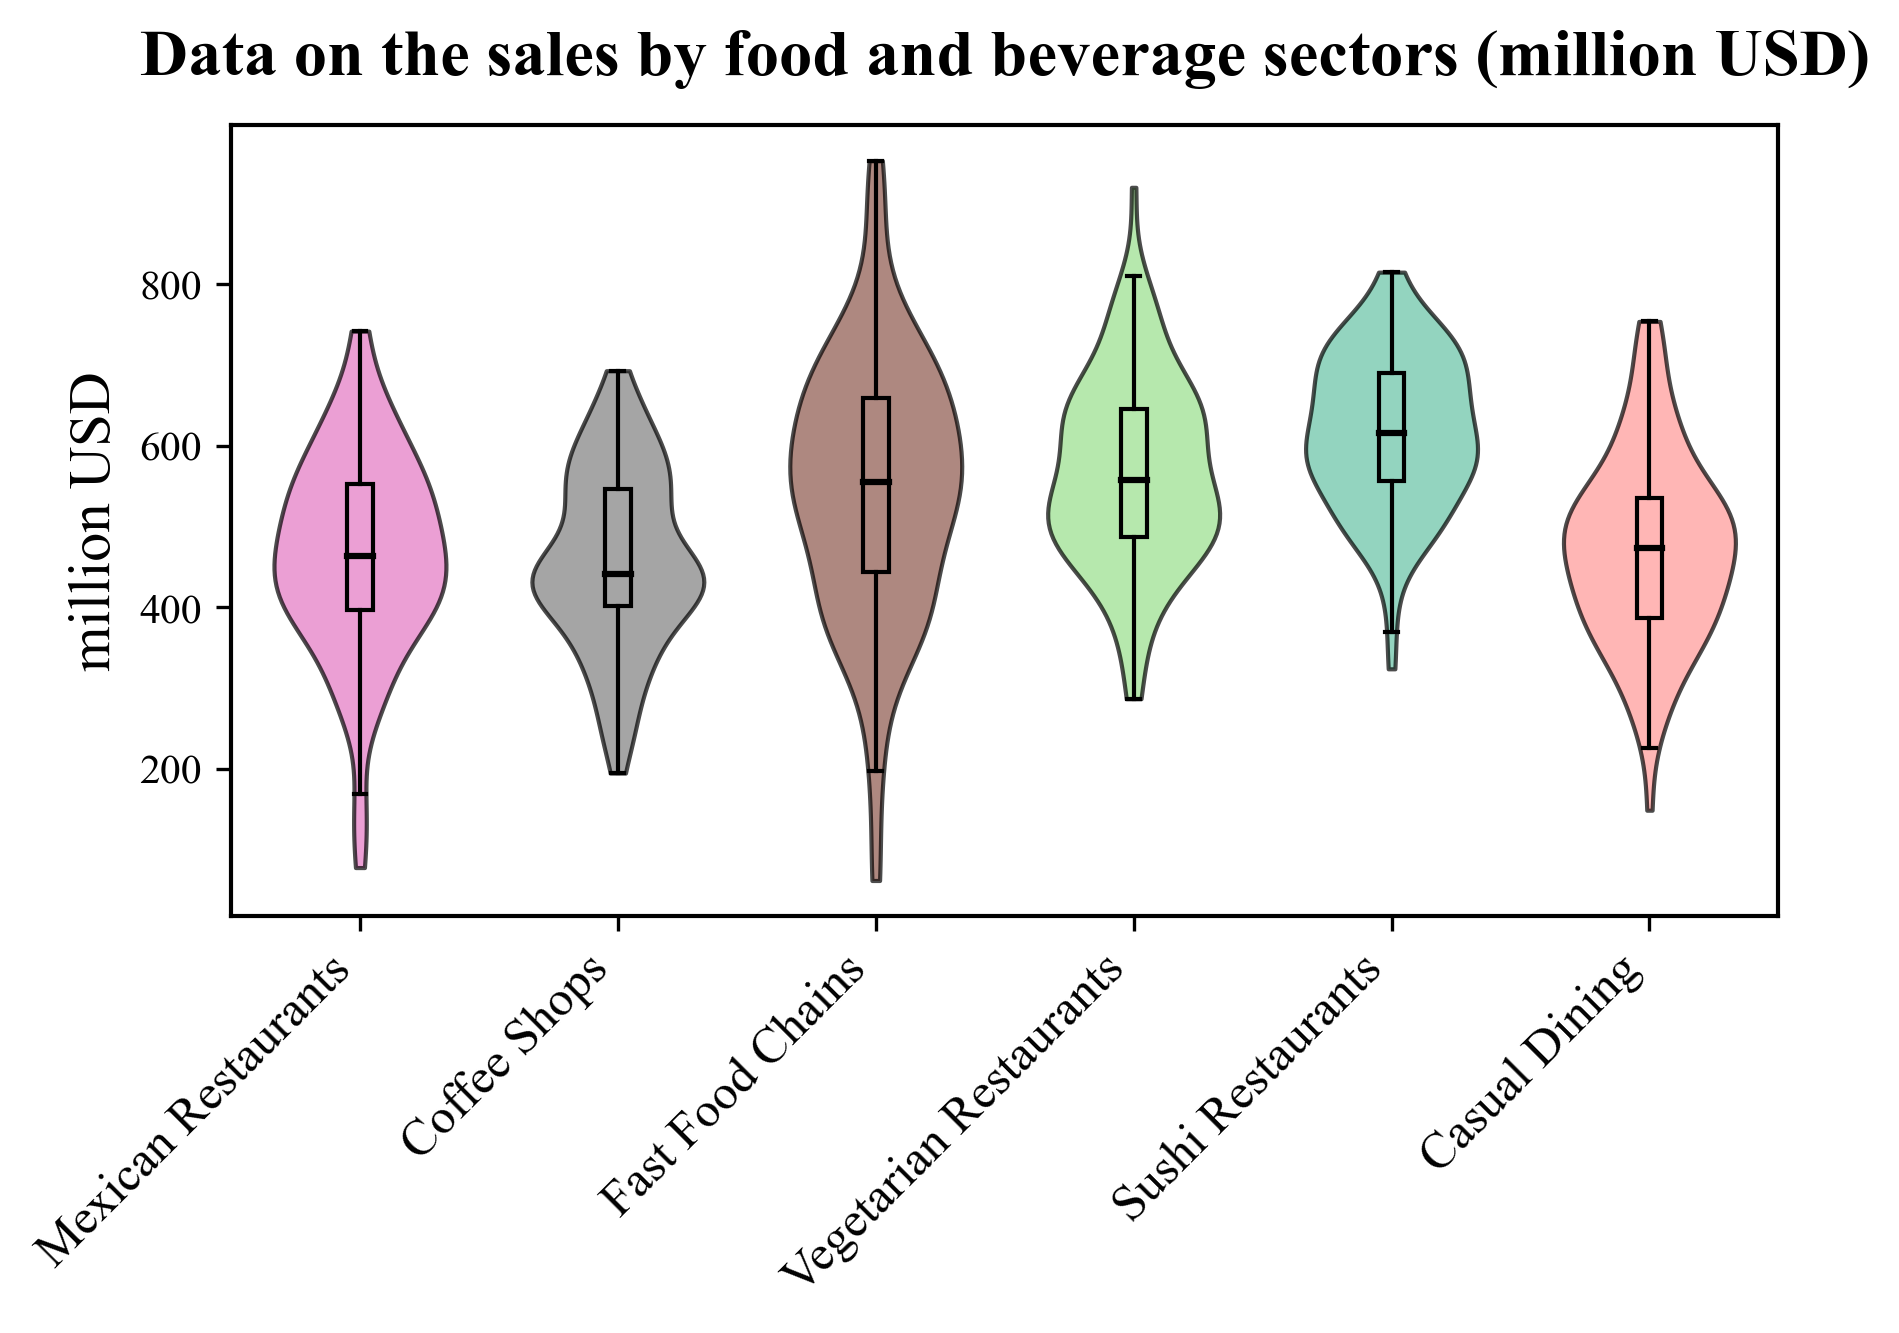 Data on the sales by food and beverage sectors (million USD)
million USD
800
600
400
200
Mexican Restaurants
Coffee Shops
Fast Food Chains
Vegetarian Restaurants
Sushi Restaurants
Casual Dining